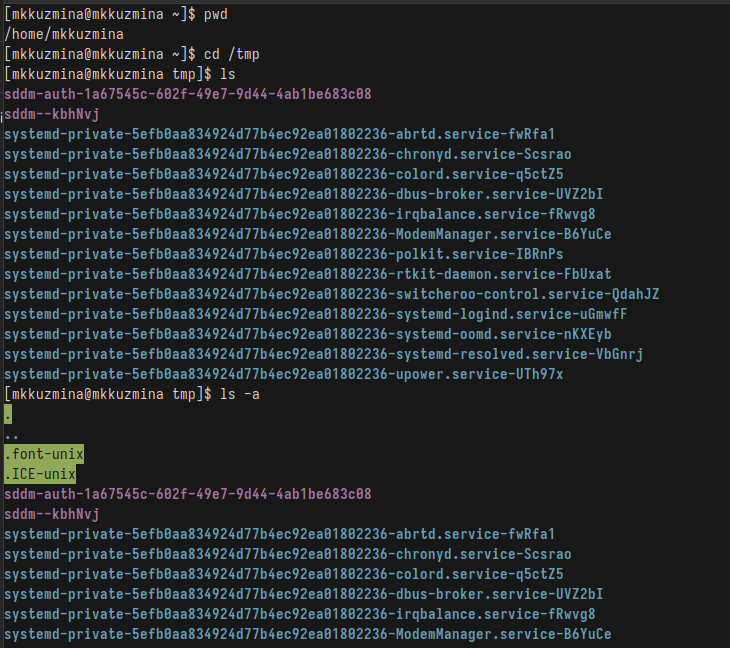 [mkkuzmina@mkkuzmina ~]$ pwd
/home/mkkuzmina
[mkkuzmina@mkkuzmina ~]$ cd /tmp
[mkkuzmina@mkkuzmina tmp]$ ls
sddm-auth-1a67545c-602f-49e7-9d44-4ab1be683c08
sddm--kbhNvj
systemd-private-5efb0aa834924d77b4ec92ea01802236-abrtd.service-fwRfa1
systemd-private-5efb0aa834924d77b4ec92ea01802236-chronyd.service-Scsrao
systemd-private-5efb0aa834924d77b4ec92ea01802236-colord.service-q5ctZ5
systemd-private-5efb0aa834924d77b4ec92ea01802236-dbus-broker.service-UVZ2bI
systemd-private-5efb0aa834924d77b4ec92ea01802236-irqbalance.service-fRwvg8
systemd-private-5efb0aa834924d77b4ec92ea01802236-ModemManager.service-B6YuCe
systemd-private-5efb0aa834924d77b4ec92ea01802236-polkit.service-IBRnPs
systemd-private-5efb0aa834924d77b4ec92ea01802236-rtkit-daemon.service-FbUxat
systemd-private-5efb0aa834924d77b4ec92ea01802236-switcheroo-control.service-QdahJZ
systemd-private-5efb0aa834924d77b4ec92ea01802236-systemd-logind.service-uGmwfF
systemd-private-5efb0aa834924d77b4ec92ea01802236-systemd-oomd.service-nKXEyb
systemd-private-5efb0aa834924d77b4ec92ea01802236-systemd-resolved.service-VbGnrj
systemd-private-5efb0aa834924d77b4ec92ea01802236-upower.service-UTh97x
[mkkuzmina@mkkuzmina tmp]$ ls -a
.
..
.font-unix
.ICE-unix
sddm-auth-1a67545c-602f-49e7-9d44-4ab1be683c08
sddm--kbhNvj
systemd-private-5efb0aa834924d77b4ec92ea01802236-abrtd.service-fwRfa1
systemd-private-5efb0aa834924d77b4ec92ea01802236-chronyd.service-Scsrao
systemd-private-5efb0aa834924d77b4ec92ea01802236-colord.service-q5ctZ5
systemd-private-5efb0aa834924d77b4ec92ea01802236-dbus-broker.service-UVZ2bI
systemd-private-5efb0aa834924d77b4ec92ea01802236-irqbalance.service-fRwvg8
systemd-private-5efb0aa834924d77b4ec92ea01802236-ModemManager.service-B6YuCe